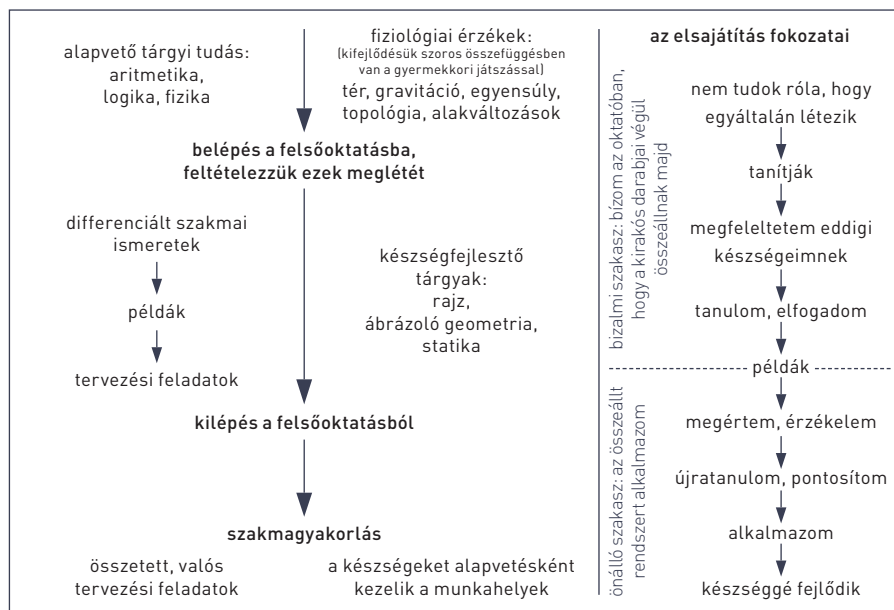 alapvető tárgyi tudás:
aritmetika,
logika, fizika
fiziológiai érzékek:
(kifejlődésük szoros összefüggésben
van a gyermekkori játszással)
tér, gravitáció, egyensúly,
topológia, alakváltozások
belépés a felsőoktatásba,
feltételezzük ezek meglétét
differenciált szakmai
ismeretek
példák
tervezési feladatok
készségfejlesztő
tárgyak:
rajz,
ábrázoló geometria,
statika
kilépés a felsőoktatásból
szakmagyakorlás
összetett, valós
tervezési feladatok
a készségeket alapvetésként
kezelik a munkahelyek
bizalmi szakasz: bízom az oktatóban,
hogy a kirakós darabjai végül
összeállnak majd
önálló szakasz: az összeállt
rendszert alkalmazom
az elsajátítás fokozatai
nem tudok róla, hogy
egyáltalán létezik
tanítják
megfeleltetem eddigi
készségeimnek
tanulom, elfogadom
példák
megértem, érzékelem
újratanulom, pontosítom
alkalmazom
készséggé fejlődik